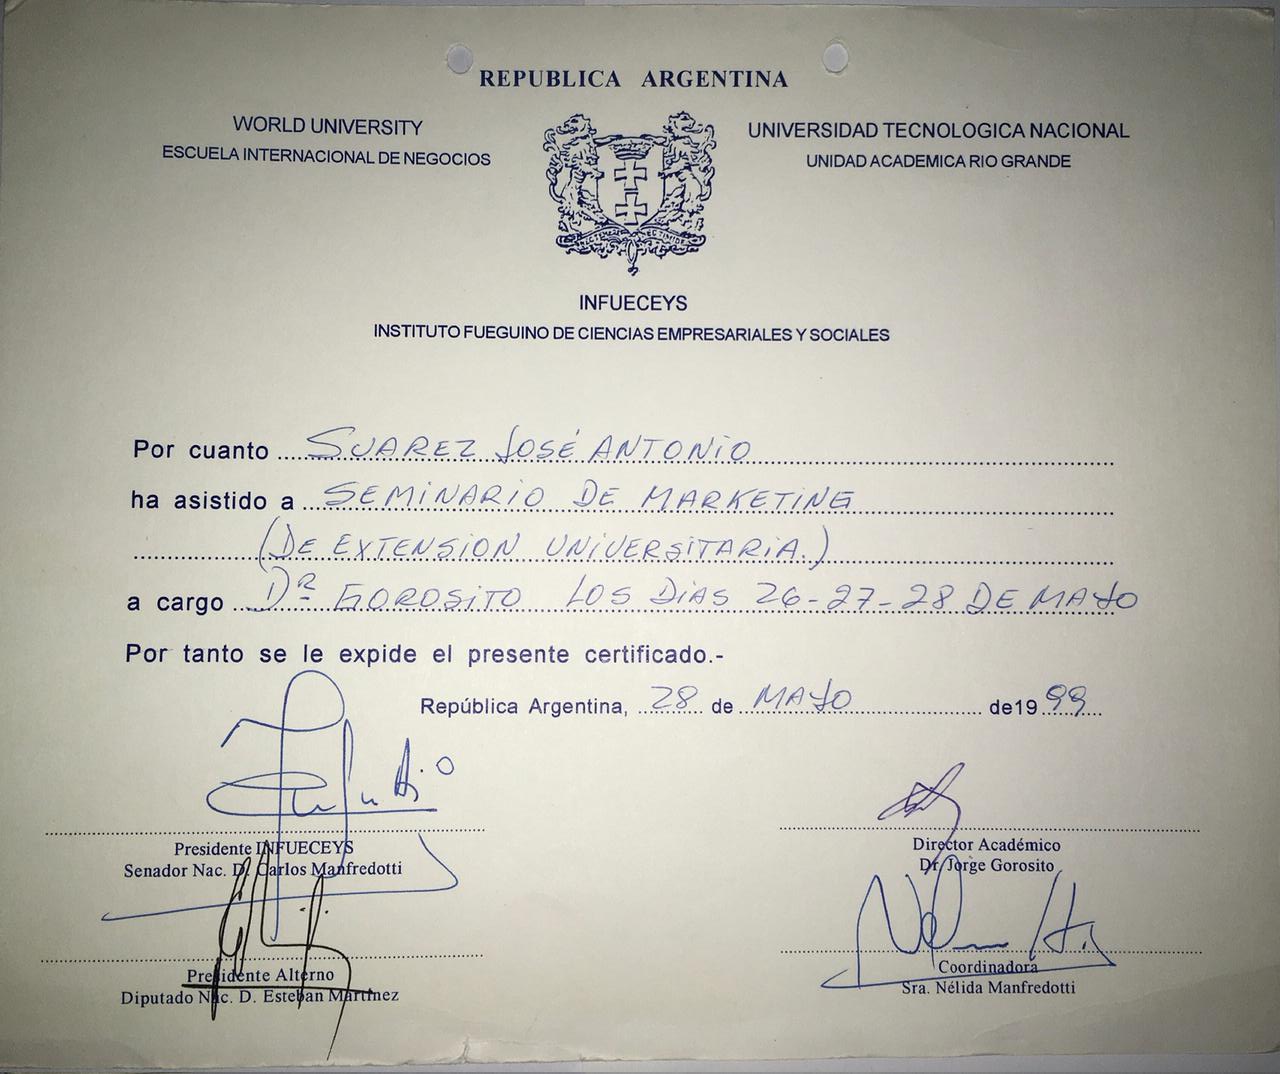 REPUBLICA ARGENTINA
WORLD UNIVERSITY
ESCUELA INTERNACIONAL DE NEGOCIOS
UNIVERSIDAD TECNOLOGICA NACIONAL
UNIDAD ACADEMICA RIO GRANDE
INFUECEYS
INSTITUTO FUEGUINO DE CIENCIAS EMPRESARIALES Y SOCIALES
Por cuanto SUAREZ JOSÉ ANTONIO
ha asistido a SEMINARIO DE MARKETING
(DE EXTENSION UNIVERSITARIA.)
a cargo DR GOROSITO LOS DIAS 26-27-28 DE MAYO
Por tanto se le expide el presente certificado.-
República Argentina, 28 de MAYO de 1999
Presidente INFUECEYS
Senador Nac. D. Carlos Manfredotti
Director Académico
Dr. Jorge Gorosito
Presidente Alterno
Diputado Nac. D. Esteban Martinez
Coordinadora
Sra. Nélida Manfredotti